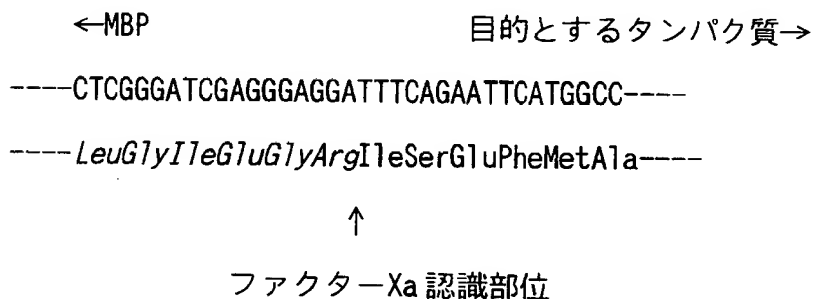 ←MBP 目的とするタンパク質→
----CTCGGGATCGAGGGAGGATTTCAGAATTCATGGCC----
----LeuGlyIleGluGlyArgIleSerGluPheMetAla----
↑
ファクターXa認識部位